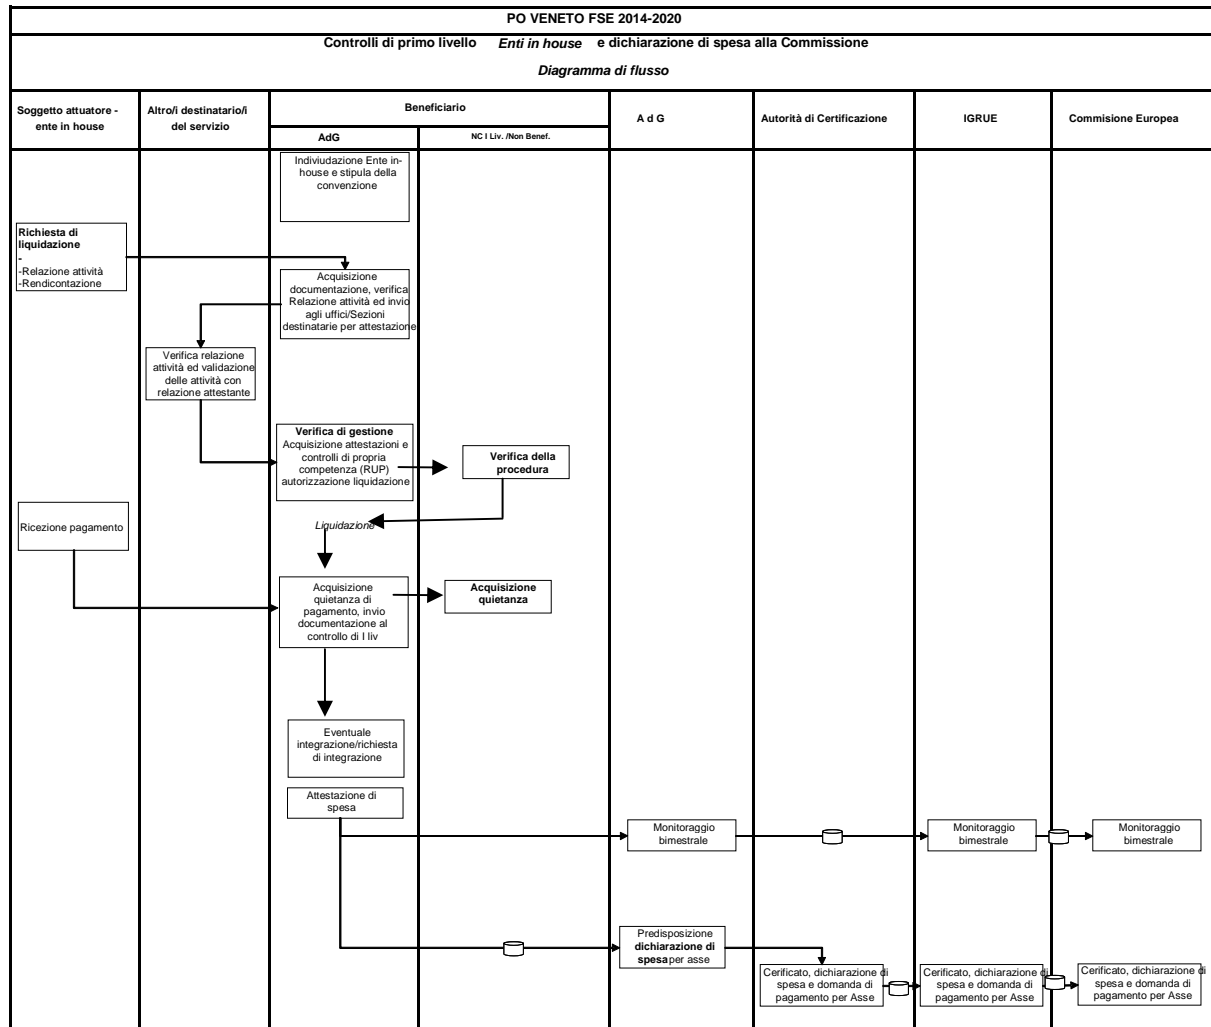 PO VENETO FSE 2014-2020
Controlli di primo livello Enti in house e dichiarazione di spesa alla Commissione
Diagramma di flusso
Soggetto attuatore -
ente in house
Altro/i destinatario/i
del servizio
Beneficiario
AdG
NC I Liv. /Non Benef.
A d G
Autorità di Certificazione
IGRUE
Commisione Europea
Indiviudazione Ente in-
house e stipula della
convenzione
Richiesta di
liquidazione
-
-Relazione attività
-Rendicontazione
Acquisizione
documentazione, verifica
Relazione attività ed invio
agli uffici/Sezioni
destinatarie per attestazione
Verifica relazione
attività ed validazione
delle attività con
relazione attestante
Verifica di gestione
Acquisizione attestazioni e
controlli di propria
competenza (RUP)
autorizzazione liquidazione
Verifica della
procedura
Ricezione pagamento
Liquidazione
Acquisizione
quietanza di
pagamento, invio
documentazione al
controllo di I liv
Acquisizione
quietanza
Eventuale
integrazione/richiesta
di integrazione
Attestazione di
spesa
Monitoraggio
bimestrale
Monitoraggio
bimestrale
Monitoraggio
bimestrale
Predisposizione
dichiarazione di
spesa per asse
Cerificato, dichiarazione di
spesa e domanda di
pagamento per Asse
Cerificato, dichiarazione di
spesa e domanda di
pagamento per Asse
Cerificato, dichiarazione di
spesa e domanda di
pagamento per Asse